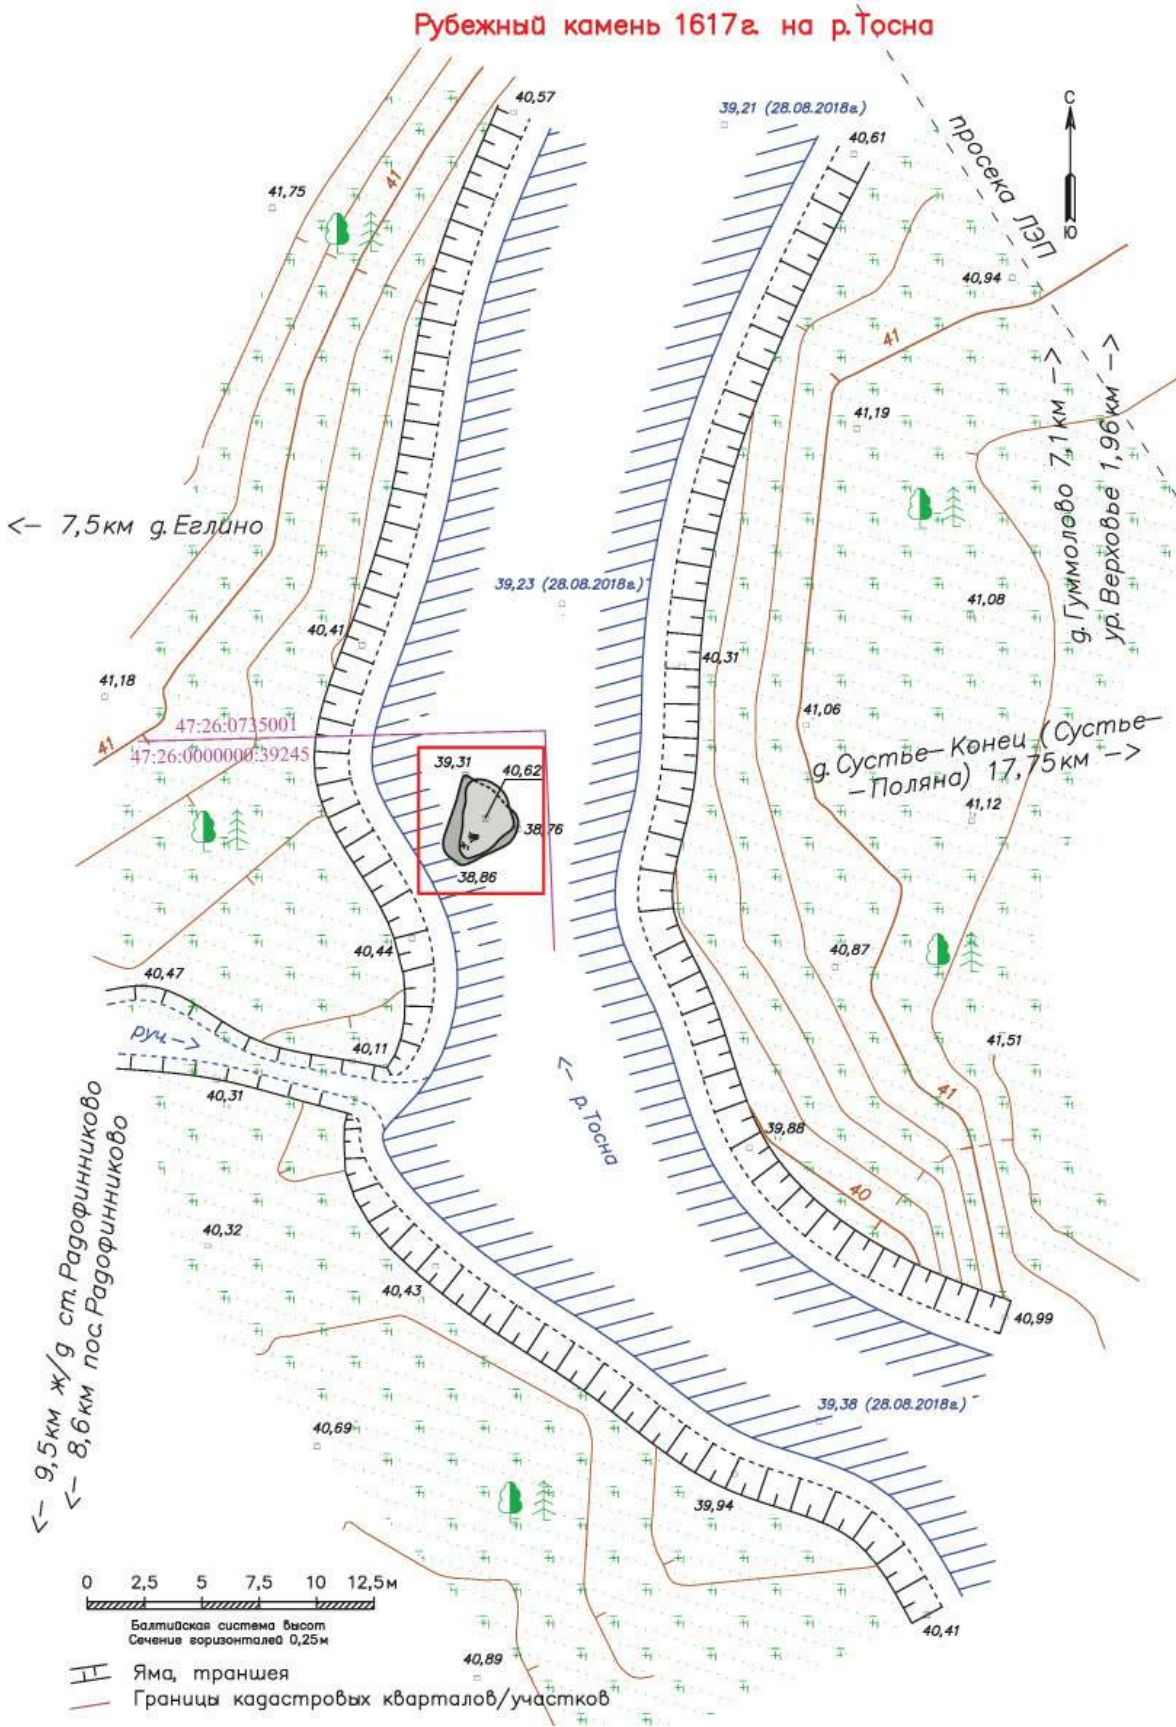 Рубежный камень 1617г. на р.Тосна
40,57
39,21 (28.08.2018г.)
С
40,61
просека ЛЭП
41,75
41
Ю
40,94
41
41,19
д.Гуммолово 7,1км —>
ур.Верховье 1,96км —>
<— 7,5км д.Еглино
39,23 (28.08.2018г.)
41,08
40,41
40,31
41,18
41,06
47:26:0735001
41
47:26:0000000:39245
д.Сустье-Конец (Сустье-
-Поляна) 17,75км —>
39,31
40,62
41,12
38,76
38,86
40,44
40,87
40,47
руч.—>
40,11
41,51
40,31
<— р.Тосна
41
39,88
40
40,32
<— 9,5км ж/д ст.Радофинниково
<— 8,6км пос.Радофинниково
40,43
40,99
39,38 (28.08.2018г.)
40,69
39,94
0 2,5 5 7,5 10 12,5м
Балтийская система высот
Сечение горизонталей 0,25м
40,41
40,89
Яма, траншея
Границы кадастровых кварталов/участков